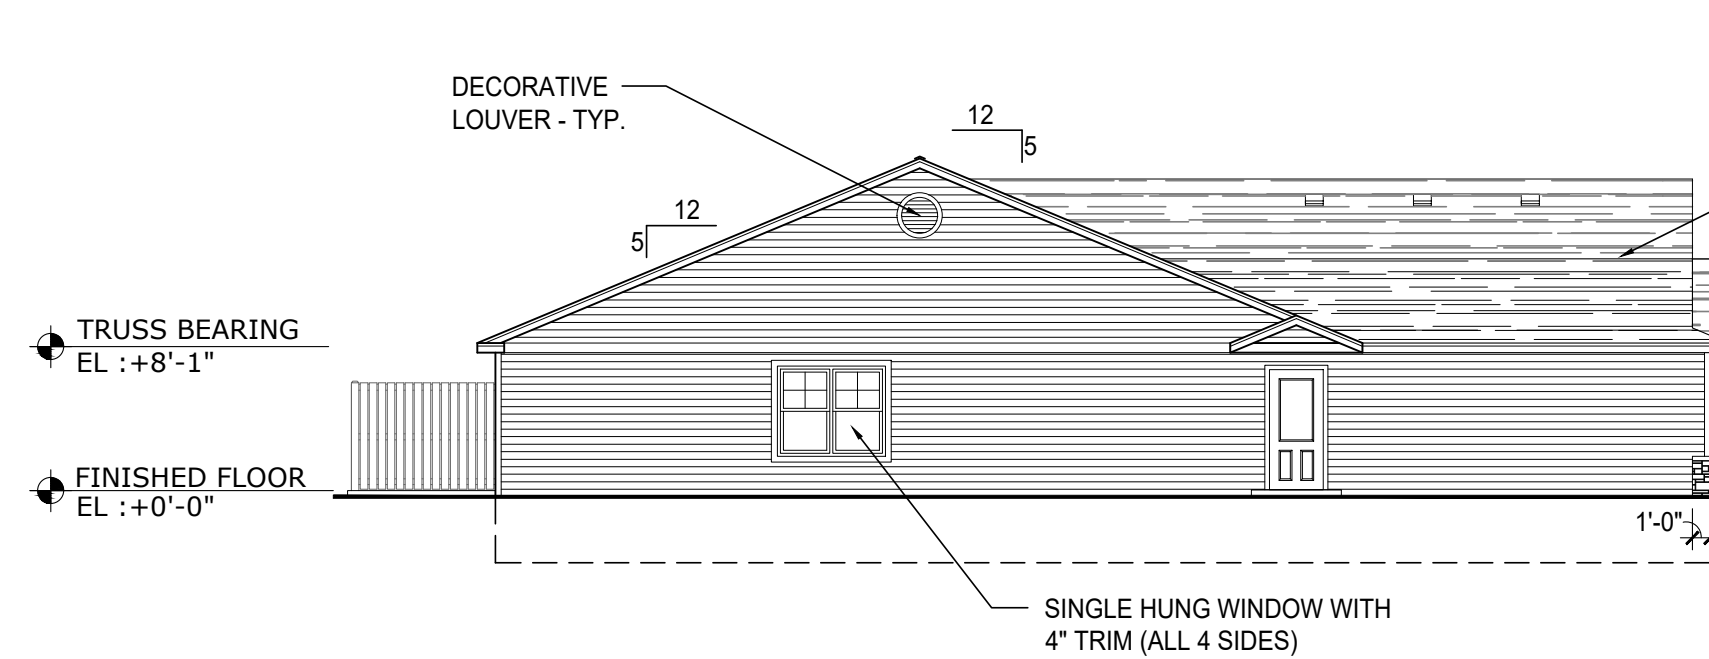 DECORATIVE
LOUVER - TYP.
12
5
12
5
TRUSS BEARING
EL :+8'-1"
FINISHED FLOOR
EL :+0'-0"
1'-0"
SINGLE HUNG WINDOW WITH
4" TRIM (ALL 4 SIDES)